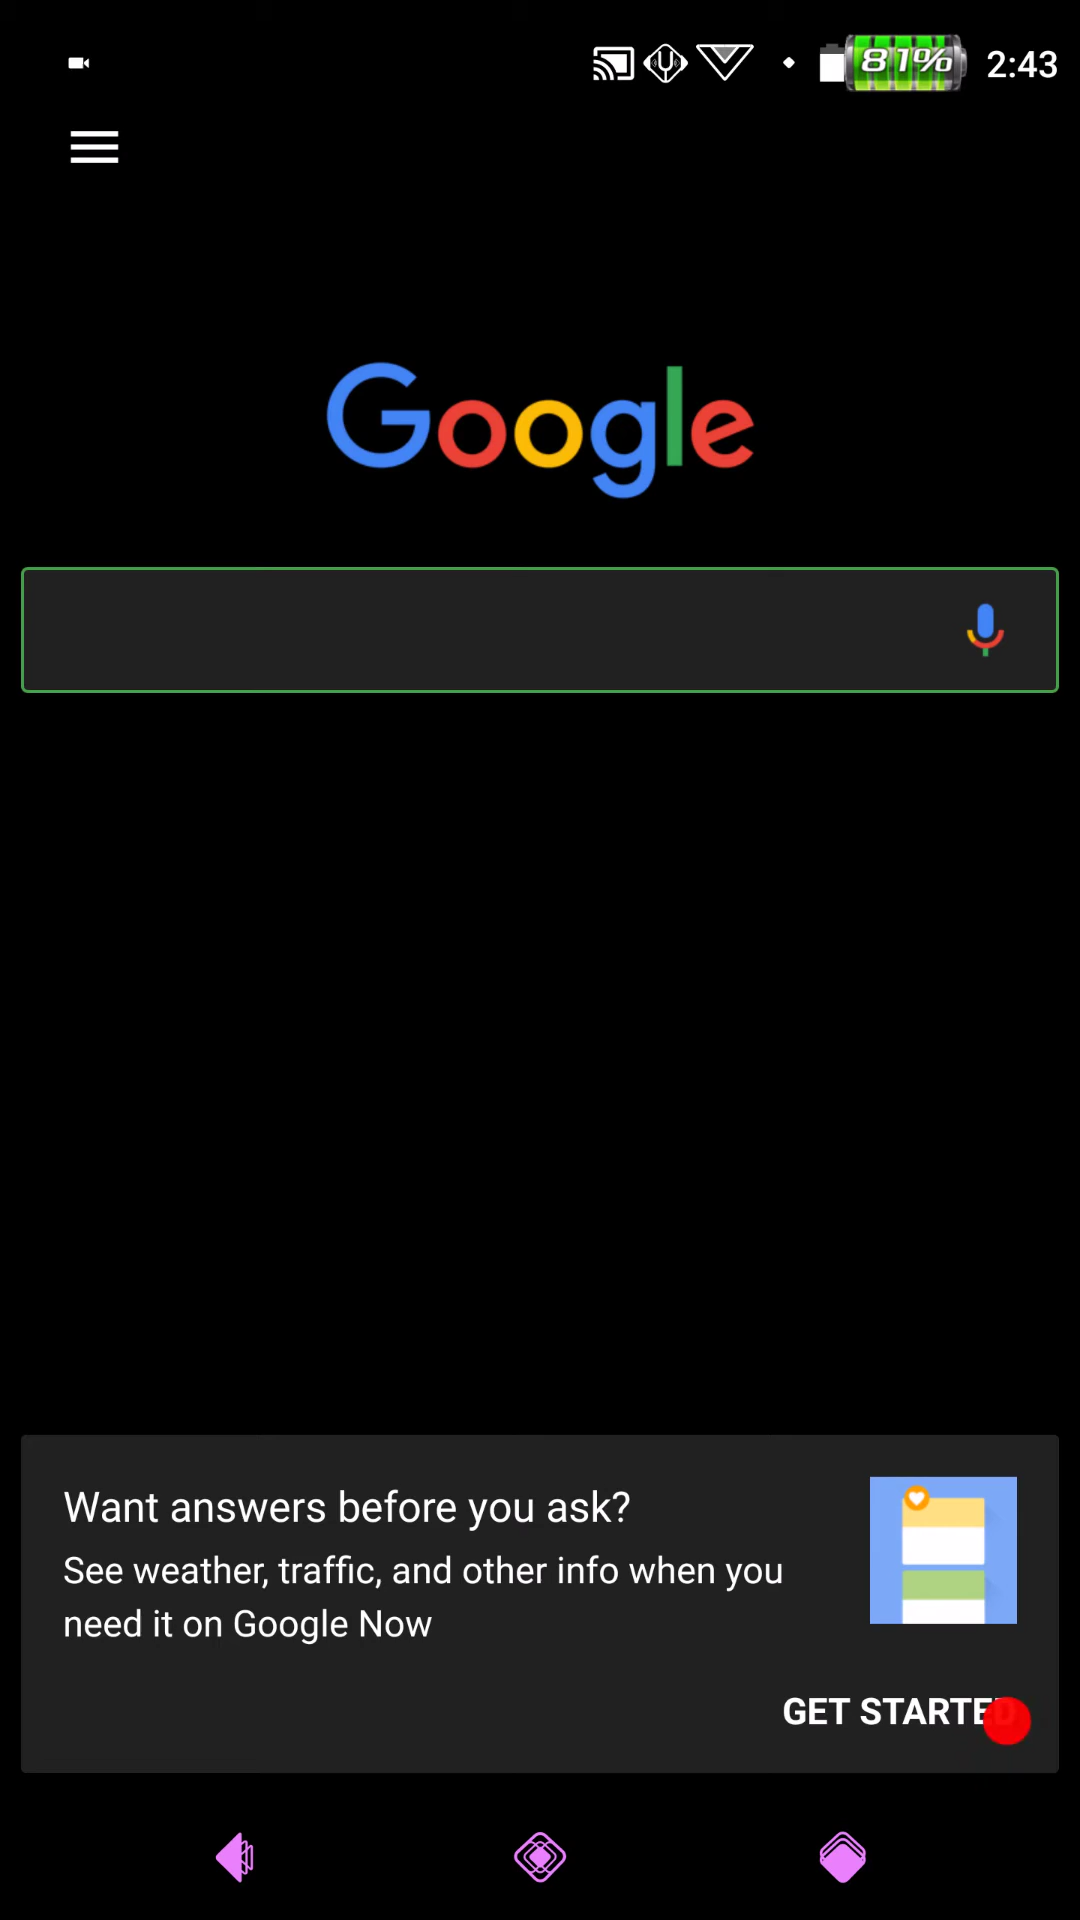 81% 2:43
Google
Want answers before you ask?
See weather, traffic, and other info when you
need it on Google Now
GET STARTED